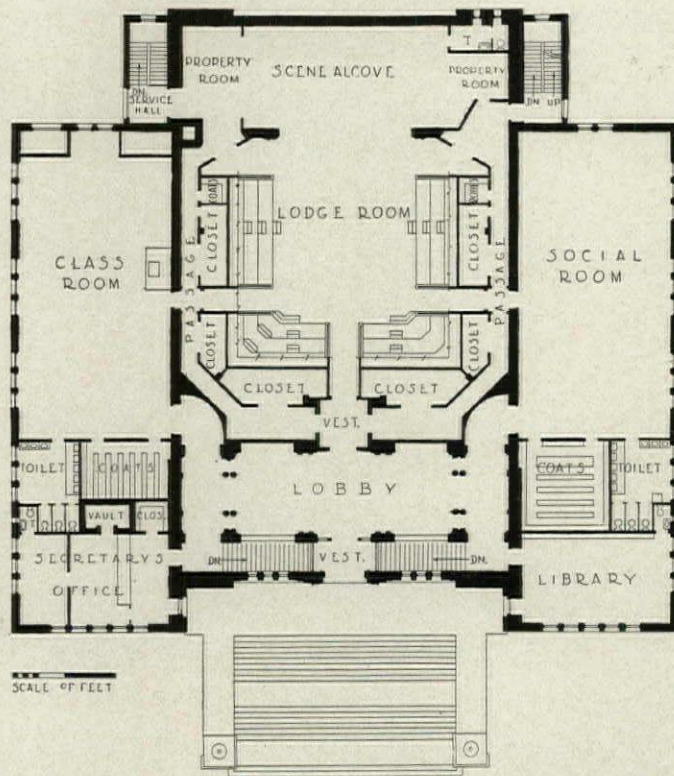 T
PROPERTY
ROOM
SCENE ALCOVE
PROPERTY
ROOM
DN.
SERVICE
HALL
DN UP
COATS
LODGE ROOM
CLOSET
CLOSET
CLASS
ROOM
SOCIAL
ROOM
PASSAGE
PASSAGE
CLOSET
CLOSET
CLOSET
CLOSET
VEST.
TOILET
COATS
LOBBY
COATS
TOILET
VAULT
CLOS.
T
SECRETARYS
OFFICE
DN
VEST.
DN.
LIBRARY
SCALE OF FEET